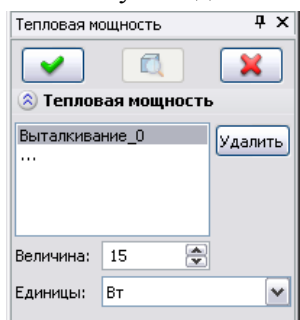 Тепловая мощность
Тепловая мощность
Выталкивание_0
...
Удалить
Величина: 15
Единицы: Вт